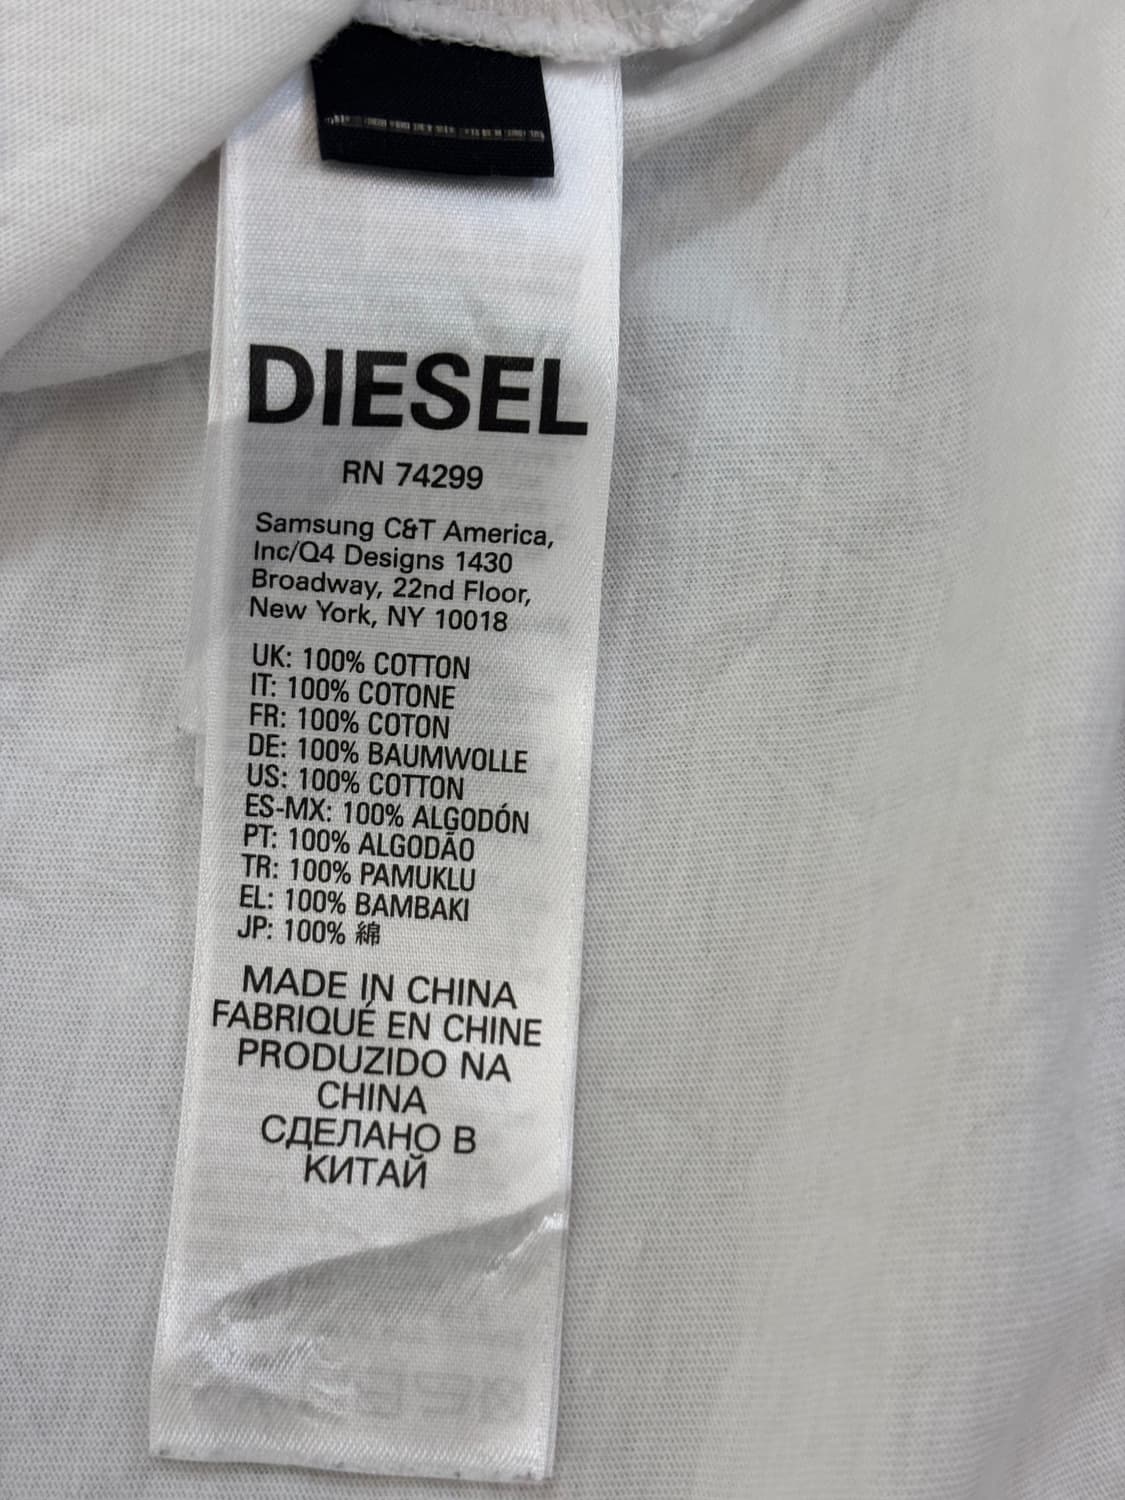 DIESEL
RN 74299
Samsung C&T America,
Inc/Q4 Designs 1430
Broadway, 22nd Floor,
New York, NY 10018
UK: 100% COTTON
IT: 100% COTONE
FR: 100% COTON
DE: 100% BAUMWOLLE
US: 100% COTTON
ES-MX: 100% ALGODÓN
PT: 100% ALGODÃO
TR: 100% PAMUKLU
EL: 100% BAMBAKI
JP: 100% 綿
MADE IN CHINA
FABRIQUÉ EN CHINE
PRODUZIDO NA
CHINA
СДЕЛАНО В
КИТАЙ